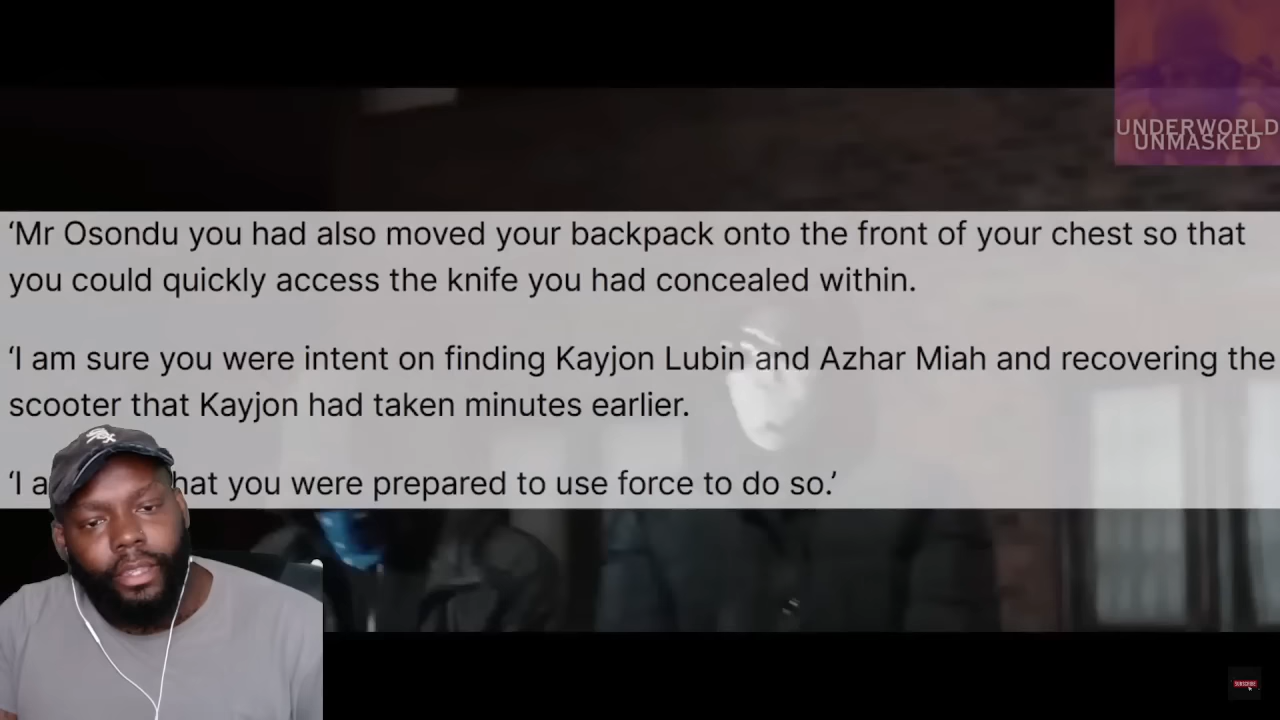 UNDERWORLD
UNMASKED
‘Mr Osondu you had also moved your backpack onto the front of your chest so that
you could quickly access the knife you had concealed within.
‘I am sure you were intent on finding Kayjon Lubin and Azhar Miah and recovering the
scooter that Kayjon had taken minutes earlier.
‘I a hat you were prepared to use force to do so.’
SUBSCRIBE